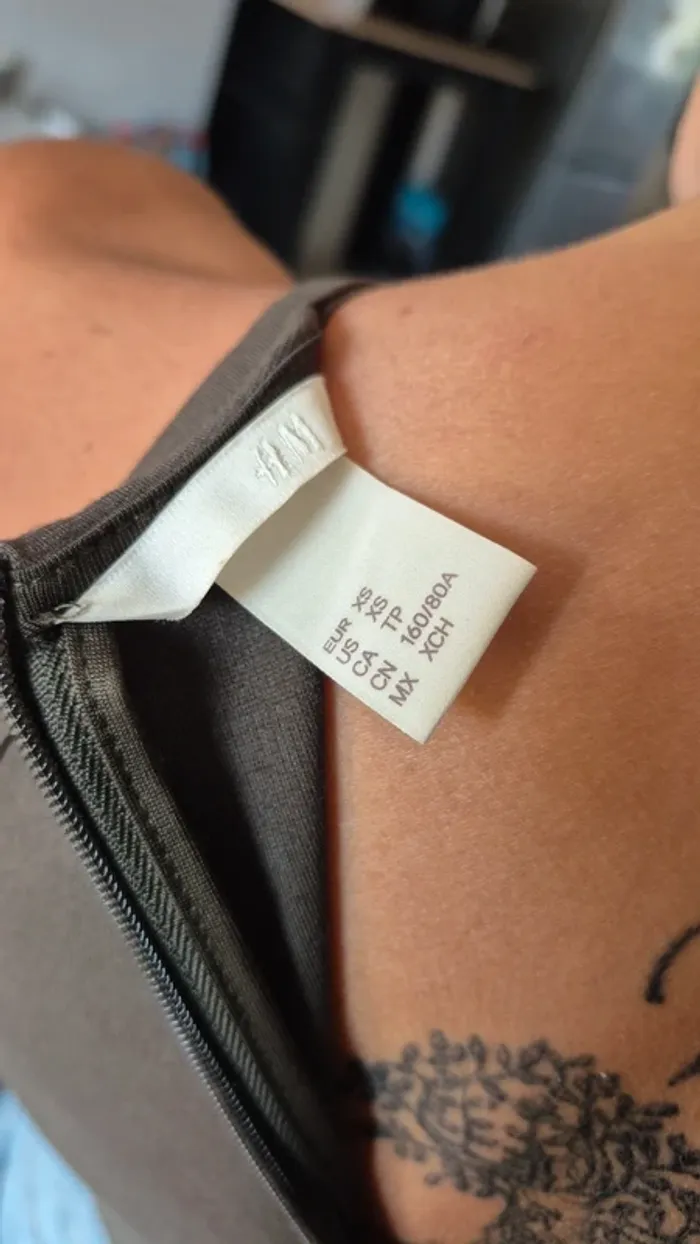 H&M
EUR XS
US XS
CA TP
CN 160/80A
MX XCH